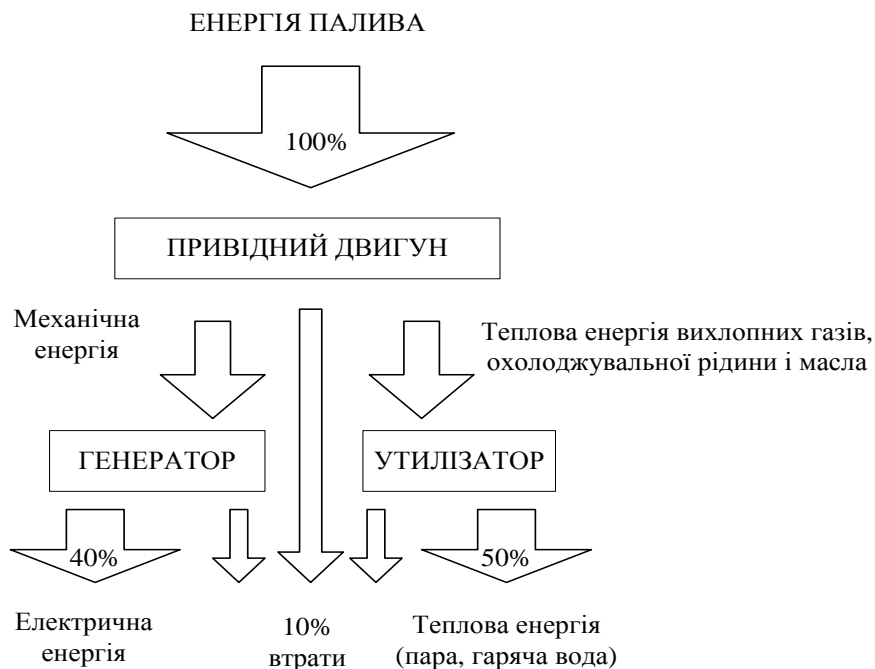 ЕНЕРГІЯ ПАЛИВА
100%
ПРИВІДНИЙ ДВИГУН
Механічна
енергія
Теплова енергія вихлопних газів,
охолоджувальної рідини і масла
ГЕНЕРАТОР
УТИЛІЗАТОР
40%
50%
Електрична
енергія
10%
втрати
Теплова енергія
(пара, гаряча вода)